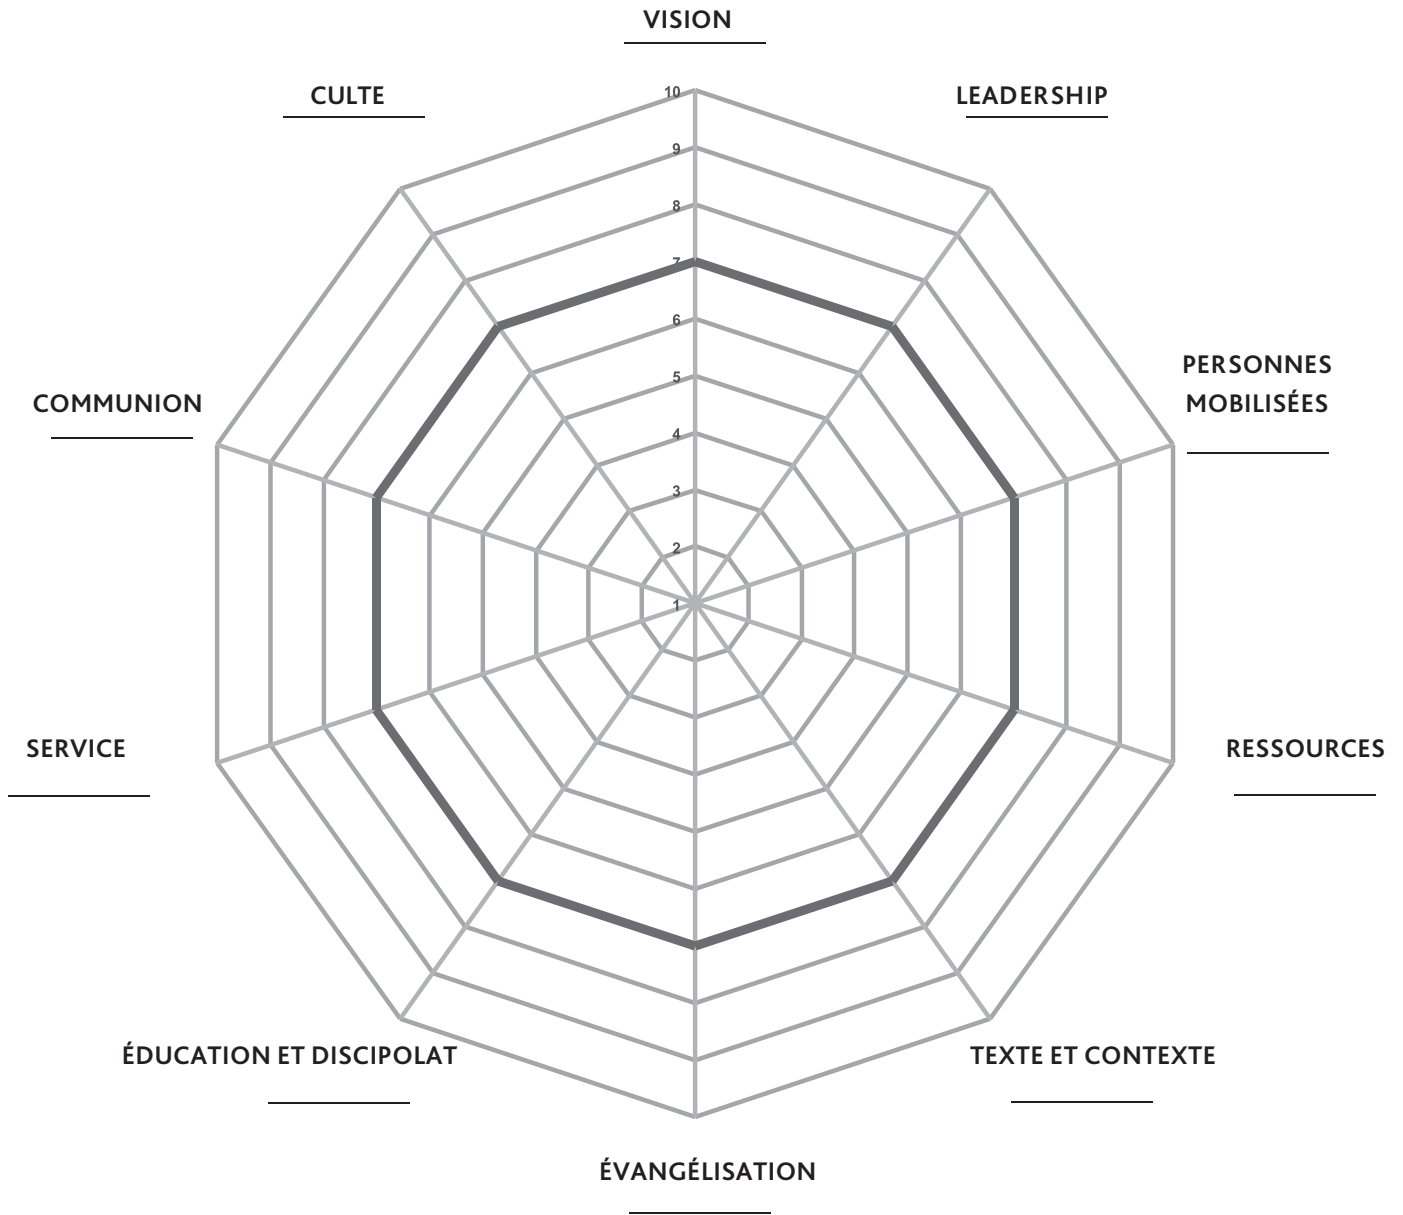 VISION
CULTE
LEADERSHIP
10
9
8
7
6
5
4
3
2
1
PERSONNES
MOBILISÉES
COMMUNION
SERVICE
RESSOURCES
ÉDUCATION ET DISCIPOLAT
TEXTE ET CONTEXTE
ÉVANGÉLISATION